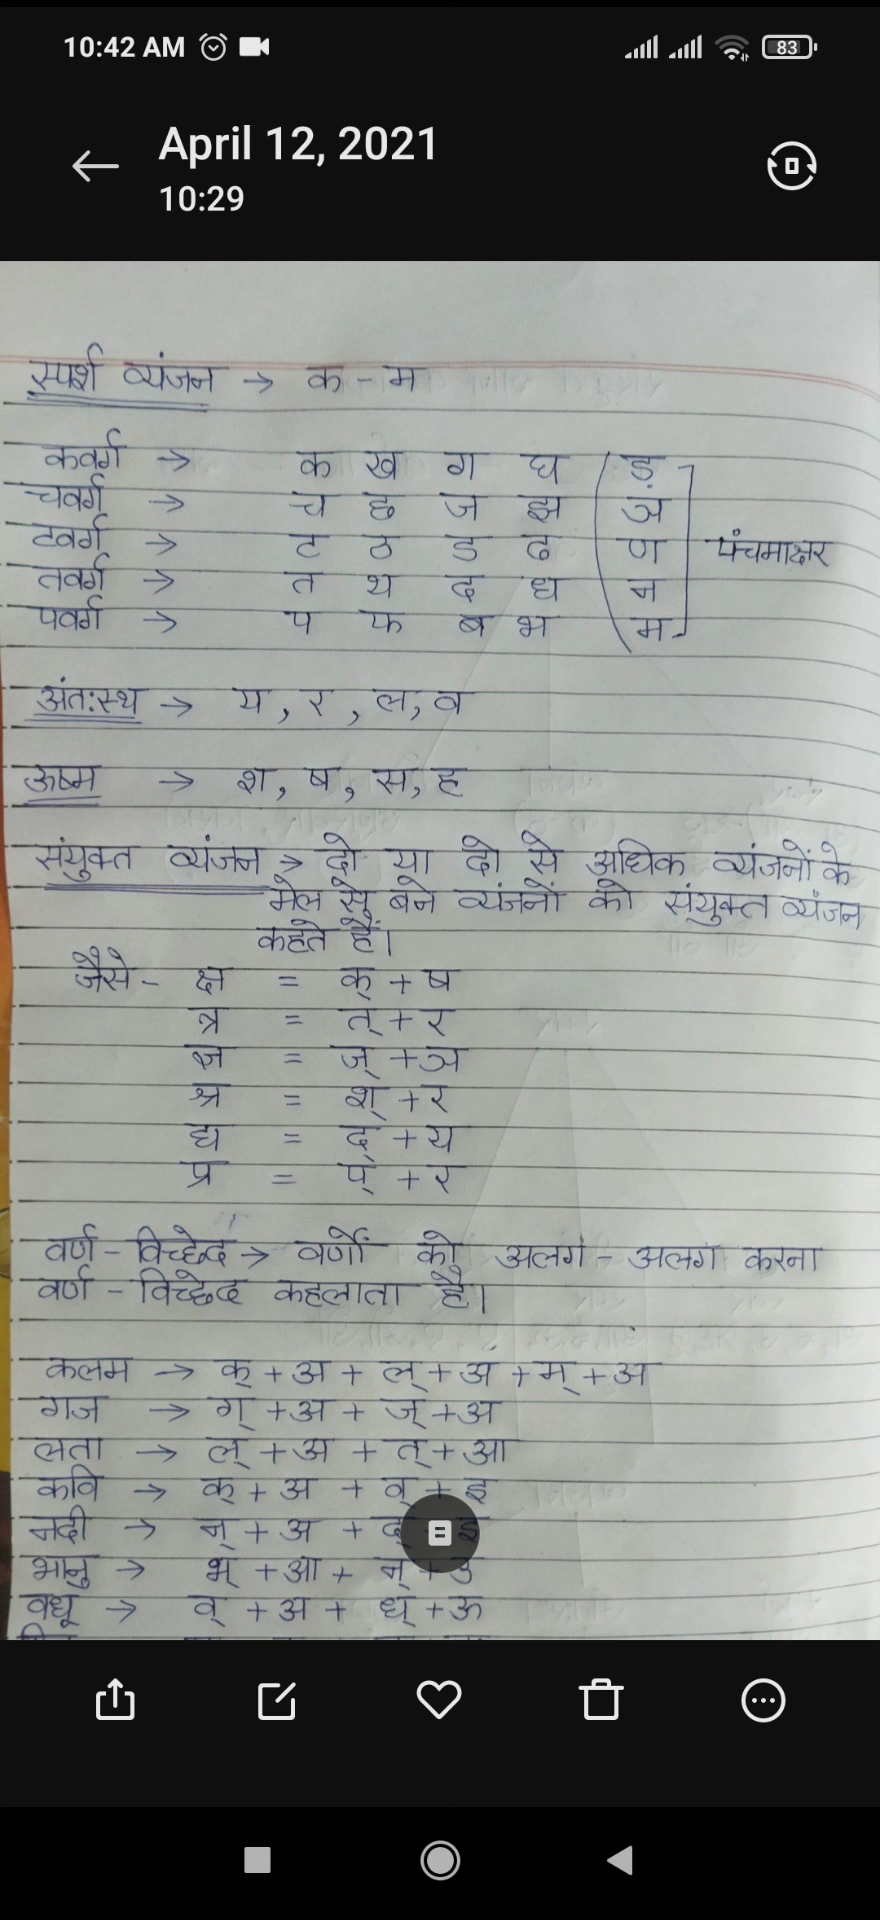 10:42 AM
83
April 12, 2021
10:29
स्पर्श व्यंजन → क - म
कवर्ग → क ख ग घ ङ
चवर्ग → च छ ज झ ञ
टवर्ग → ट ठ ड ढ ण पंचमाक्षर
तवर्ग → त थ द ध न
पवर्ग → प फ ब भ म
अंतःस्थ → य, र, ल, व
ऊष्म → श, ष, स, ह
संयुक्त व्यंजन → दो या दो से अधिक व्यंजनों के
मेल से बने व्यंजनों को संयुक्त व्यंजन
कहते हैं।
जैसे - क्ष = क् + ष
त्र = त् + र
ज्ञ = ज् + ञ
श्र = श् + र
द्य = द् + य
प्र = प् + र
वर्ण - विच्छेद → वर्णों को अलग - अलग करना
वर्ण - विच्छेद कहलाता है।
कलम → क् + अ + ल् + अ + म् + अ
गज → ग् + अ + ज् + अ
लता → ल् + अ + त् + आ
कवि → क् + अ + व् + इ
नदी → न् + अ +
भानु → भ् + आ + न् + उ
वधू → व् + अ + ध् + ऊ